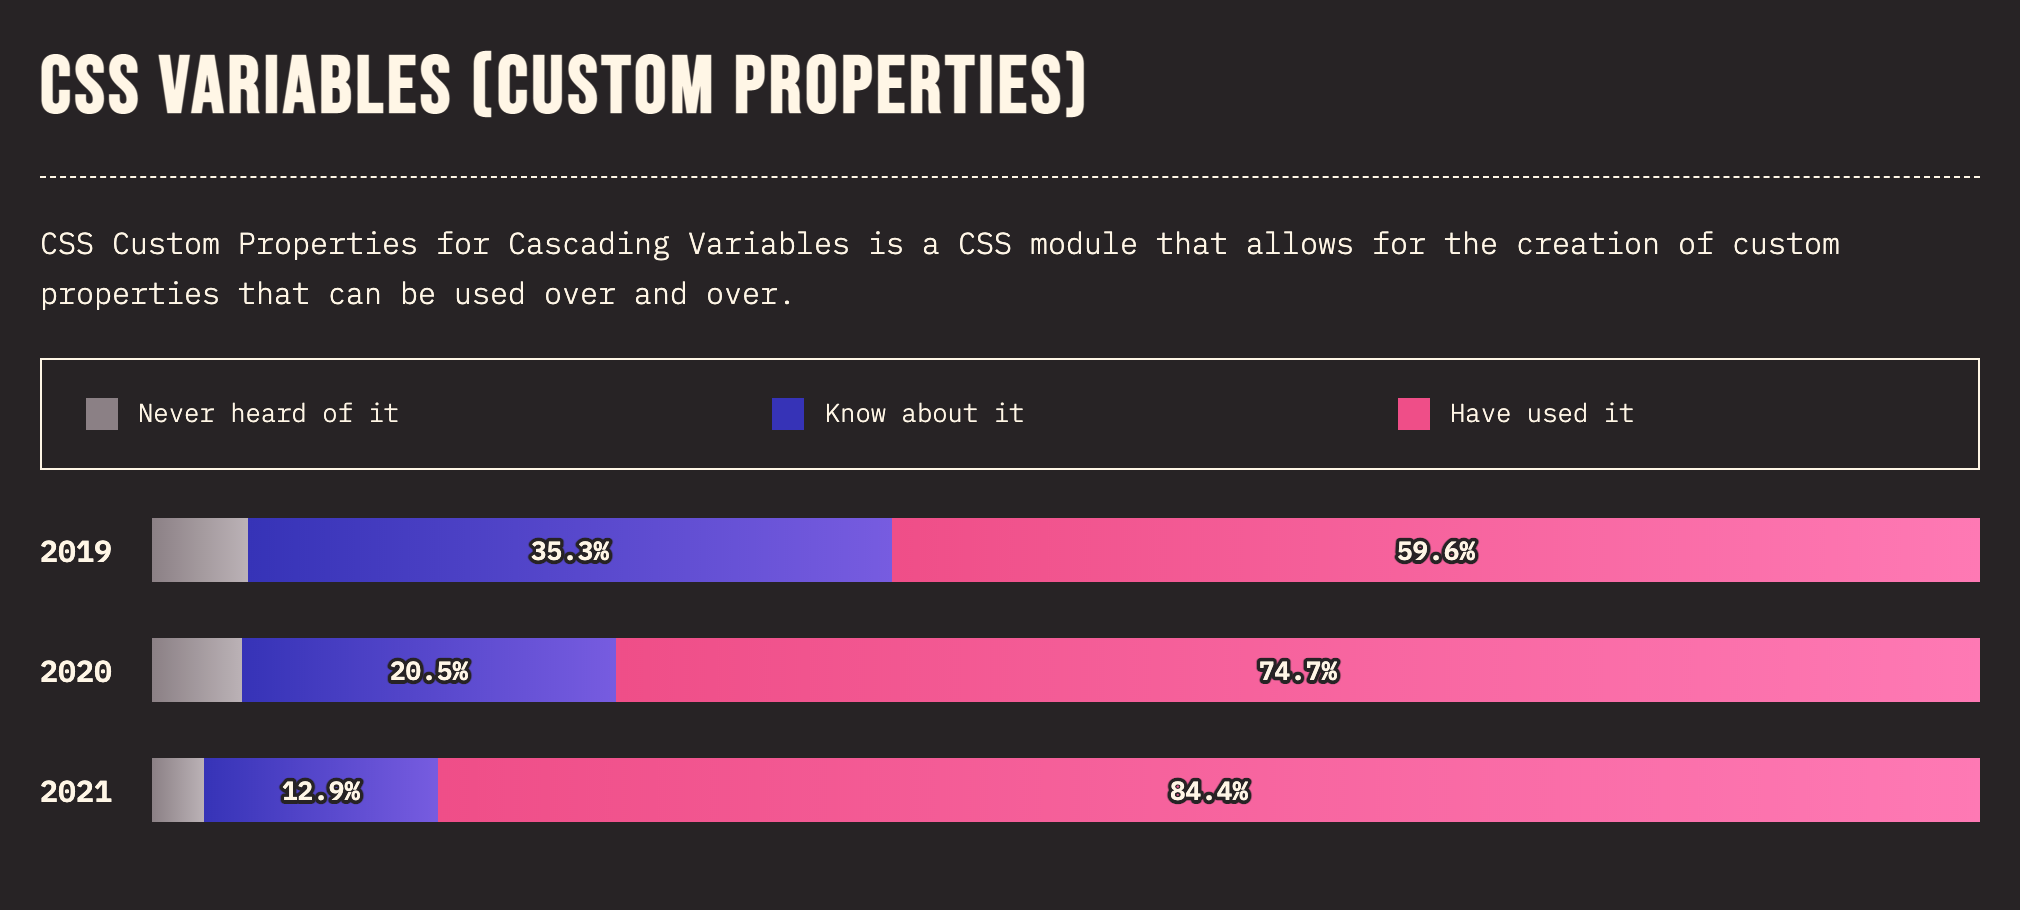 CSS VARIABLES (CUSTOM PROPERTIES)
CSS Custom Properties for Cascading Variables is a CSS module that allows for the creation of custom
properties that can be used over and over.
Never heard of it
Know about it
Have used it
2019 35.3% 59.6%
2020 20.5% 74.7%
2021 12.9% 84.4%